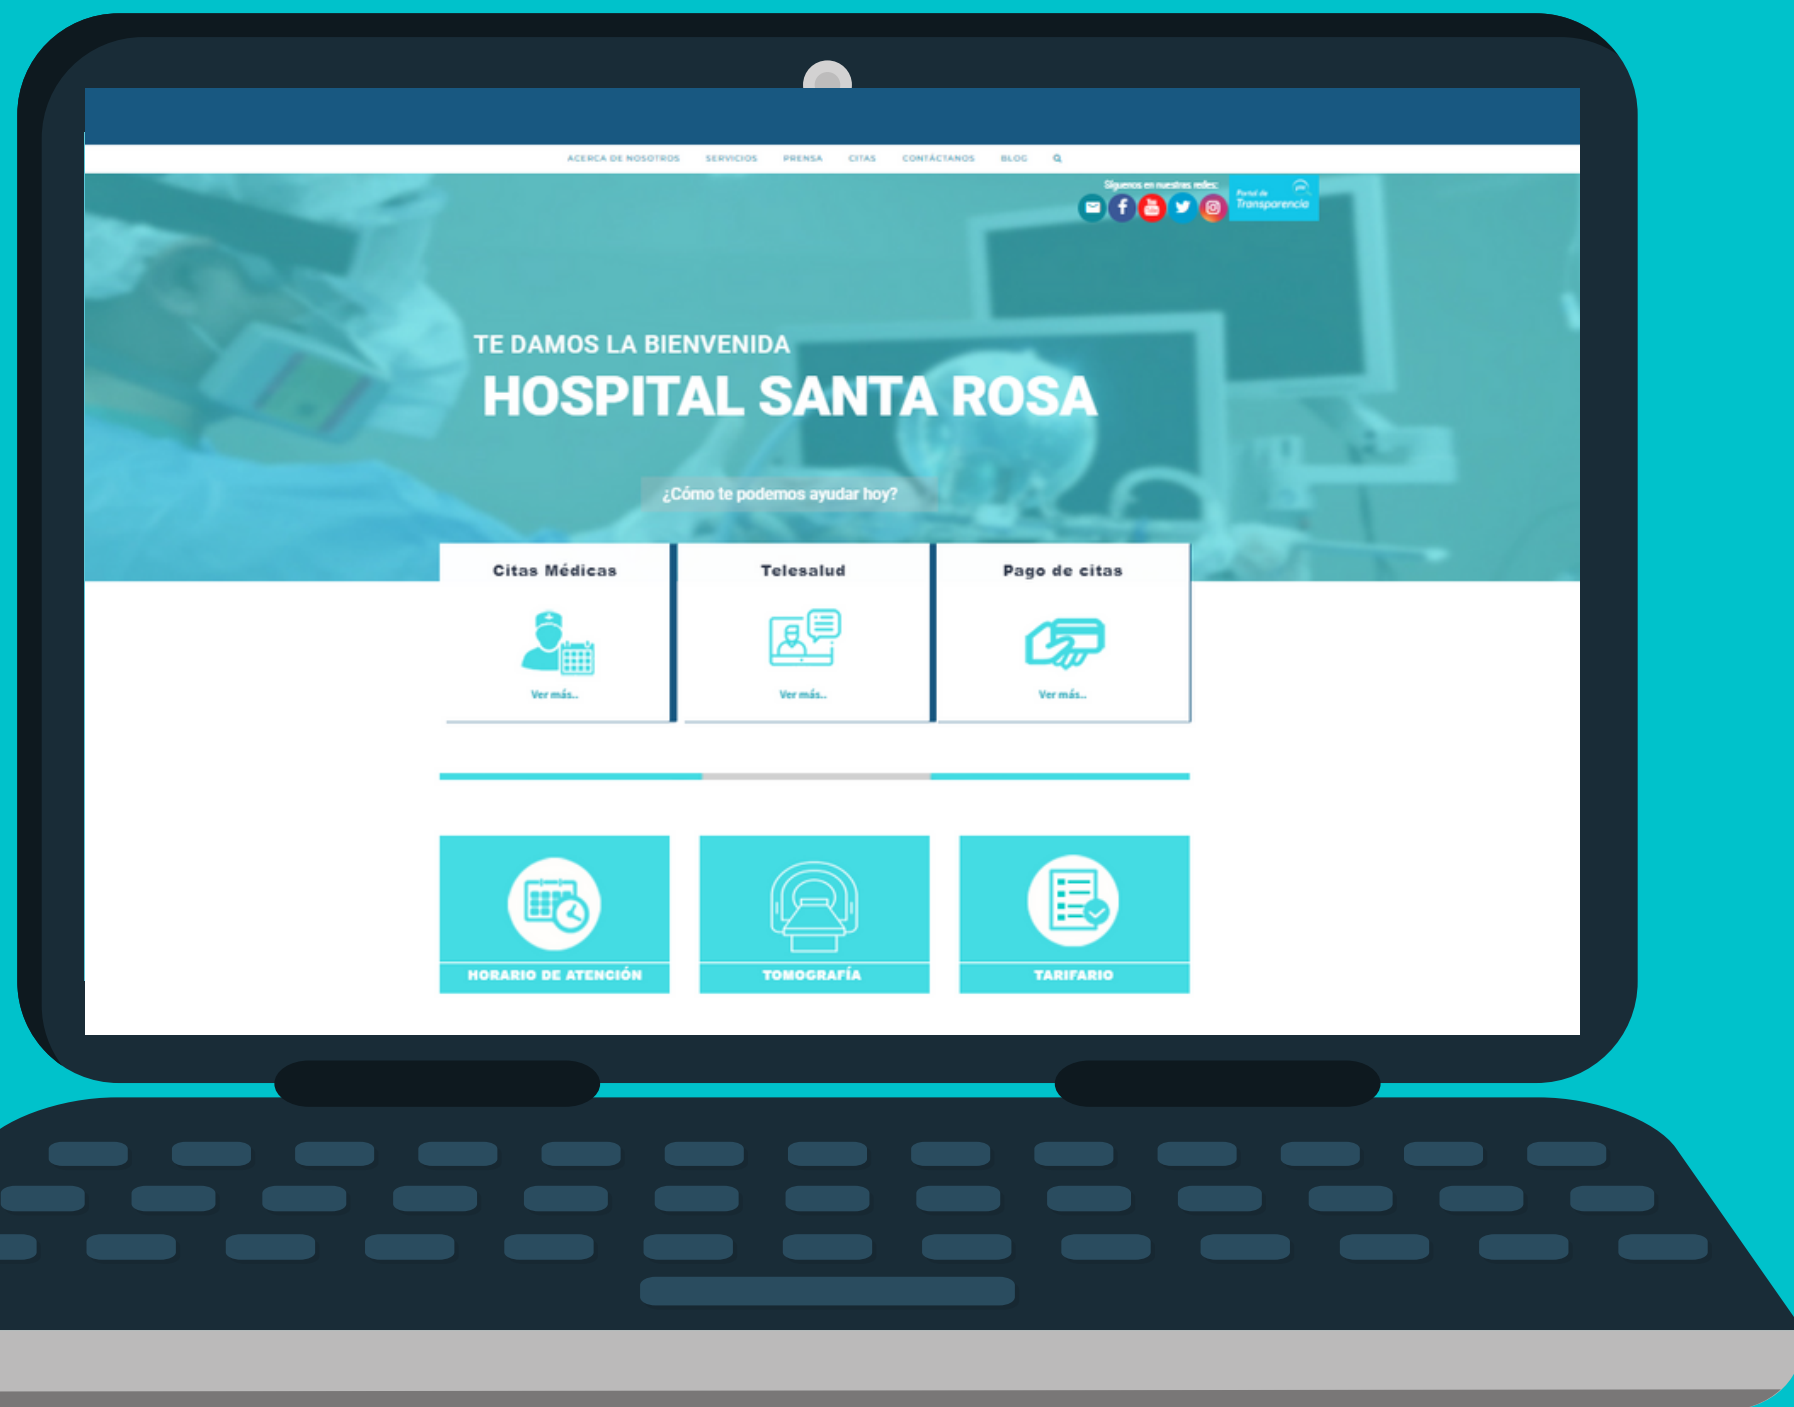 ACERCA DE NOSOTROS SERVICIOS PRENSA CITAS CONTÁCTANOS BLOG
Síguenos en nuestras redes:
Portal de
Transparencia
TE DAMOS LA BIENVENIDA
HOSPITAL SANTA ROSA
¿Cómo te podemos ayudar hoy?
Citas Médicas Telesalud Pago de citas
Ver más.. Ver más.. Ver más..
HORARIO DE ATENCIÓN TOMOGRAFÍA TARIFARIO